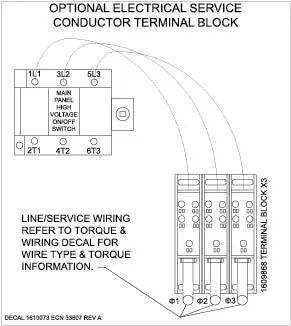 OPTIONAL ELECTRICAL SERVICE
CONDUCTOR TERMINAL BLOCK
1L1 3L2 5L3
MAIN
PANEL
HIGH
VOLTAGE
ON/OFF
SWITCH
2T1 4T2 6T3
LINE/SERVICE WIRING
REFER TO TORQUE &
WIRING DECAL FOR
WIRE TYPE & TORQUE
INFORMATION.
1609868 TERMINAL BLOCK X3
Φ1 Φ2 Φ3
DECAL 1610073 ECN 33607 REV A